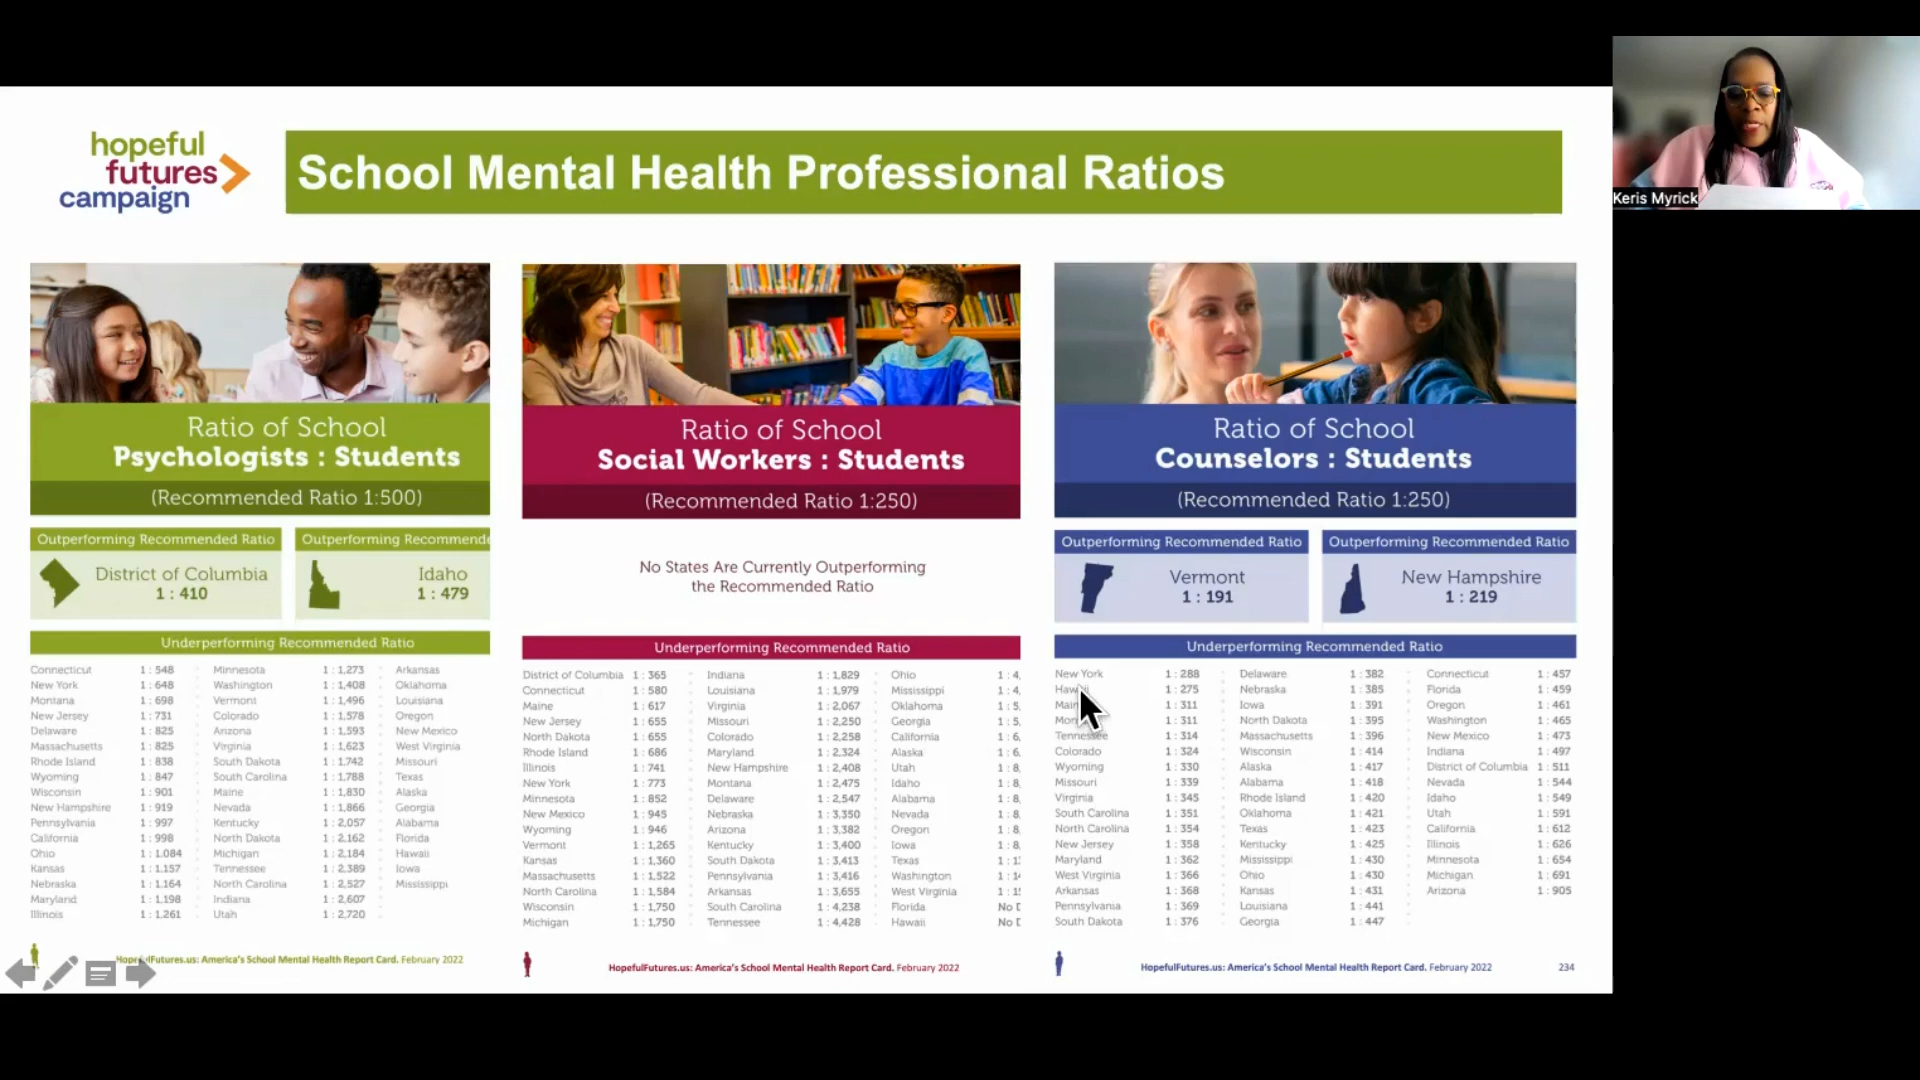 hopeful
futures
campaign
School Mental Health Professional Ratios
Keris Myrick
Ratio of School
Psychologists : Students
(Recommended Ratio 1:500)
Outperforming Recommended Ratio
District of Columbia
1 : 410
Outperforming Recommende
Idaho
1 : 479
Underperforming Recommended Ratio
Connecticut 1 : 548 Minnesota 1 : 1,273 Arkansas
New York 1 : 648 Washington 1 : 1,408 Oklahoma
Montana 1 : 698 Vermont 1 : 1,496 Louisiana
New Jersey 1 : 731 Colorado 1 : 1,578 Oregon
Delaware 1 : 825 Arizona 1 : 1,593 New Mexico
Massachusetts 1 : 825 Virginia 1 : 1,623 West Virginia
Rhode Island 1 : 838 South Dakota 1 : 1,742 Missouri
Wyoming 1 : 847 South Carolina 1 : 1,788 Texas
Wisconsin 1 : 901 Maine 1 : 1,830 Alaska
New Hampshire 1 : 919 Nevada 1 : 1,866 Georgia
Pennsylvania 1 : 997 Kentucky 1 : 2,057 Alabama
California 1 : 998 North Dakota 1 : 2,162 Florida
Ohio 1 : 1.084 Michigan 1 : 2,184 Hawaii
Kansas 1 : 1.157 Tennessee 1 : 2,389 Iowa
Nebraska 1 : 1.164 North Carolina 1 : 2,527 Mississippi
Maryland 1 : 1,198 Indiana 1 : 2,607
Illinois 1 : 1,261 Utah 1 : 2,720
HopefulFutures.us: America's School Mental Health Report Card. February 2022
Ratio of School
Social Workers : Students
(Recommended Ratio 1:250)
No States Are Currently Outperforming
the Recommended Ratio
Underperforming Recommended Ratio
District of Columbia 1 : 365 Indiana 1 : 1,829 Ohio 1 : 4,
Connecticut 1 : 580 Louisiana 1 : 1,979 Mississippi 1 : 4,
Maine 1 : 617 Virginia 1 : 2,067 Oklahoma 1 : 5,
New Jersey 1 : 655 Missouri 1 : 2,250 Georgia 1 : 5,
North Dakota 1 : 655 Colorado 1 : 2,258 California 1 : 6,
Rhode Island 1 : 686 Maryland 1 : 2,324 Alaska 1 : 6,
Illinois 1 : 741 New Hampshire 1 : 2,408 Utah 1 : 8,
New York 1 : 773 Montana 1 : 2,475 Idaho 1 : 8,
Minnesota 1 : 852 Delaware 1 : 2,547 Alabama 1 : 8,
New Mexico 1 : 945 Nebraska 1 : 3,350 Nevada 1 : 8,
Wyoming 1 : 946 Arizona 1 : 3,382 Oregon 1 : 8,
Vermont 1 : 1,265 Kentucky 1 : 3,400 Iowa 1 : 8,
Kansas 1 : 1,360 South Dakota 1 : 3,413 Texas
Massachusetts 1 : 1,522 Pennsylvania 1 : 3,416 Washington
North Carolina 1 : 1,584 Arkansas 1 : 3,655 West Virginia
Wisconsin 1 : 1,750 South Carolina 1 : 4,238 Florida No
Michigan 1 : 1,750 Tennessee 1 : 4,428 Hawaii No
HopefulFutures.us: America's School Mental Health Report Card. February 2022
Ratio of School
Counselors : Students
(Recommended Ratio 1:250)
Outperforming Recommended Ratio
Vermont
1 : 191
Outperforming Recommended Ratio
New Hampshire
1 : 219
Underperforming Recommended Ratio
New York 1 : 288 Delaware 1 : 382 Connecticut 1 : 457
1 : 275 Nebraska 1 : 385 Florida 1 : 459
1 : 311 Iowa 1 : 391 Oregon 1 : 461
1 : 311 North Dakota 1 : 395 Washington 1 : 465
Tennessee 1 : 314 Massachusetts 1 : 396 New Mexico 1 : 473
Colorado 1 : 324 Wisconsin 1 : 414 Indiana 1 : 497
Wyoming 1 : 330 Alaska 1 : 417 District of Columbia 1 : 511
Missouri 1 : 339 Alabama 1 : 418 Nevada 1 : 544
Virginia 1 : 345 Rhode Island 1 : 420 Idaho 1 : 549
South Carolina 1 : 351 Oklahoma 1 : 421 Utah 1 : 591
North Carolina 1 : 354 Texas 1 : 423 California 1 : 612
New Jersey 1 : 358 Kentucky 1 : 425 Illinois 1 : 626
Maryland 1 : 362 Mississippi 1 : 430 Minnesota 1 : 654
West Virginia 1 : 366 Ohio 1 : 430 Michigan 1 : 691
Arkansas 1 : 368 Kansas 1 : 431 Arizona 1 : 905
Pennsylvania 1 : 369 Louisiana 1 : 441
South Dakota 1 : 376 Georgia 1 : 447
HopefulFutures.us: America's School Mental Health Report Card. February 2022
234